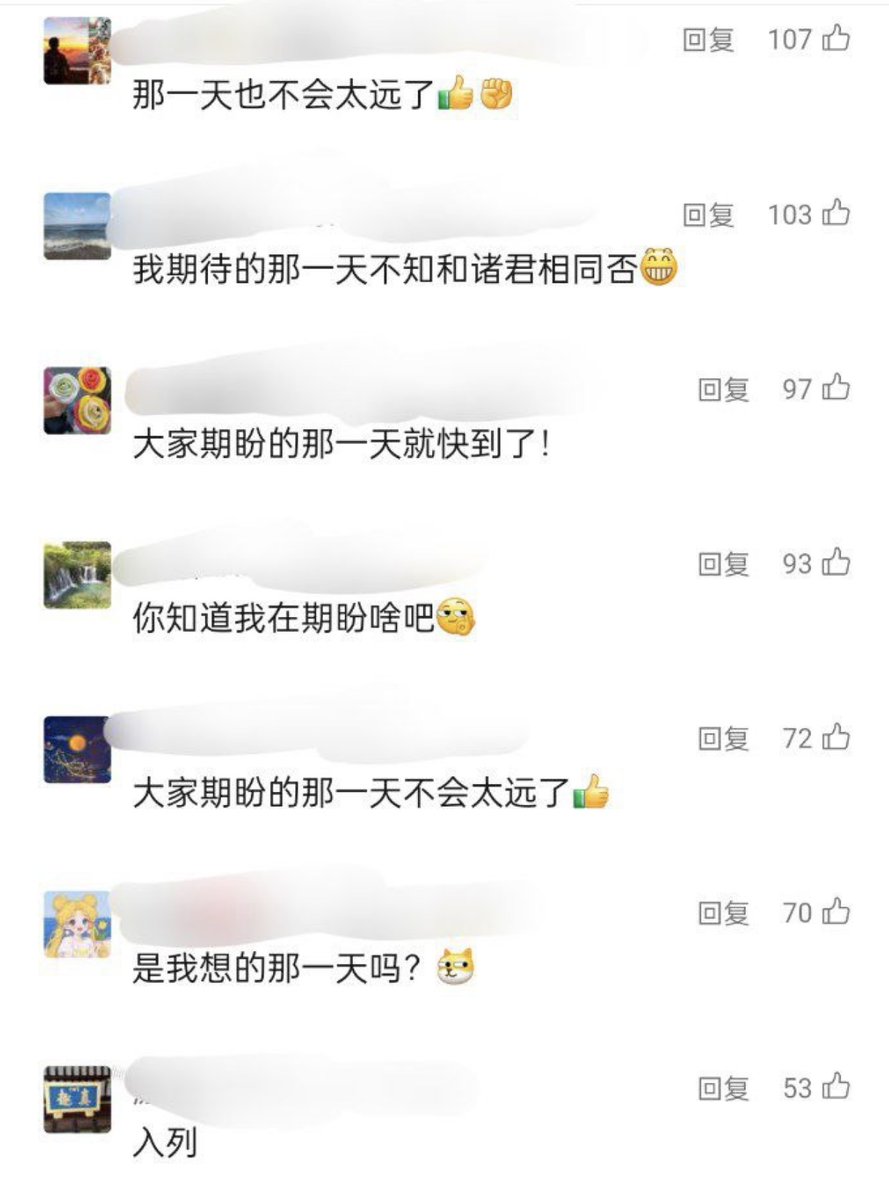 回复 107
那一天也不会太远了👍✊
回复 103
我期待的那一天不知和诸君相同否😁
回复 97
大家期盼的那一天就快到了!
回复 93
你知道我在期盼啥吧
回复 72
大家期盼的那一天不会太远了👍
回复 70
是我想的那一天吗?
回复 53
入列